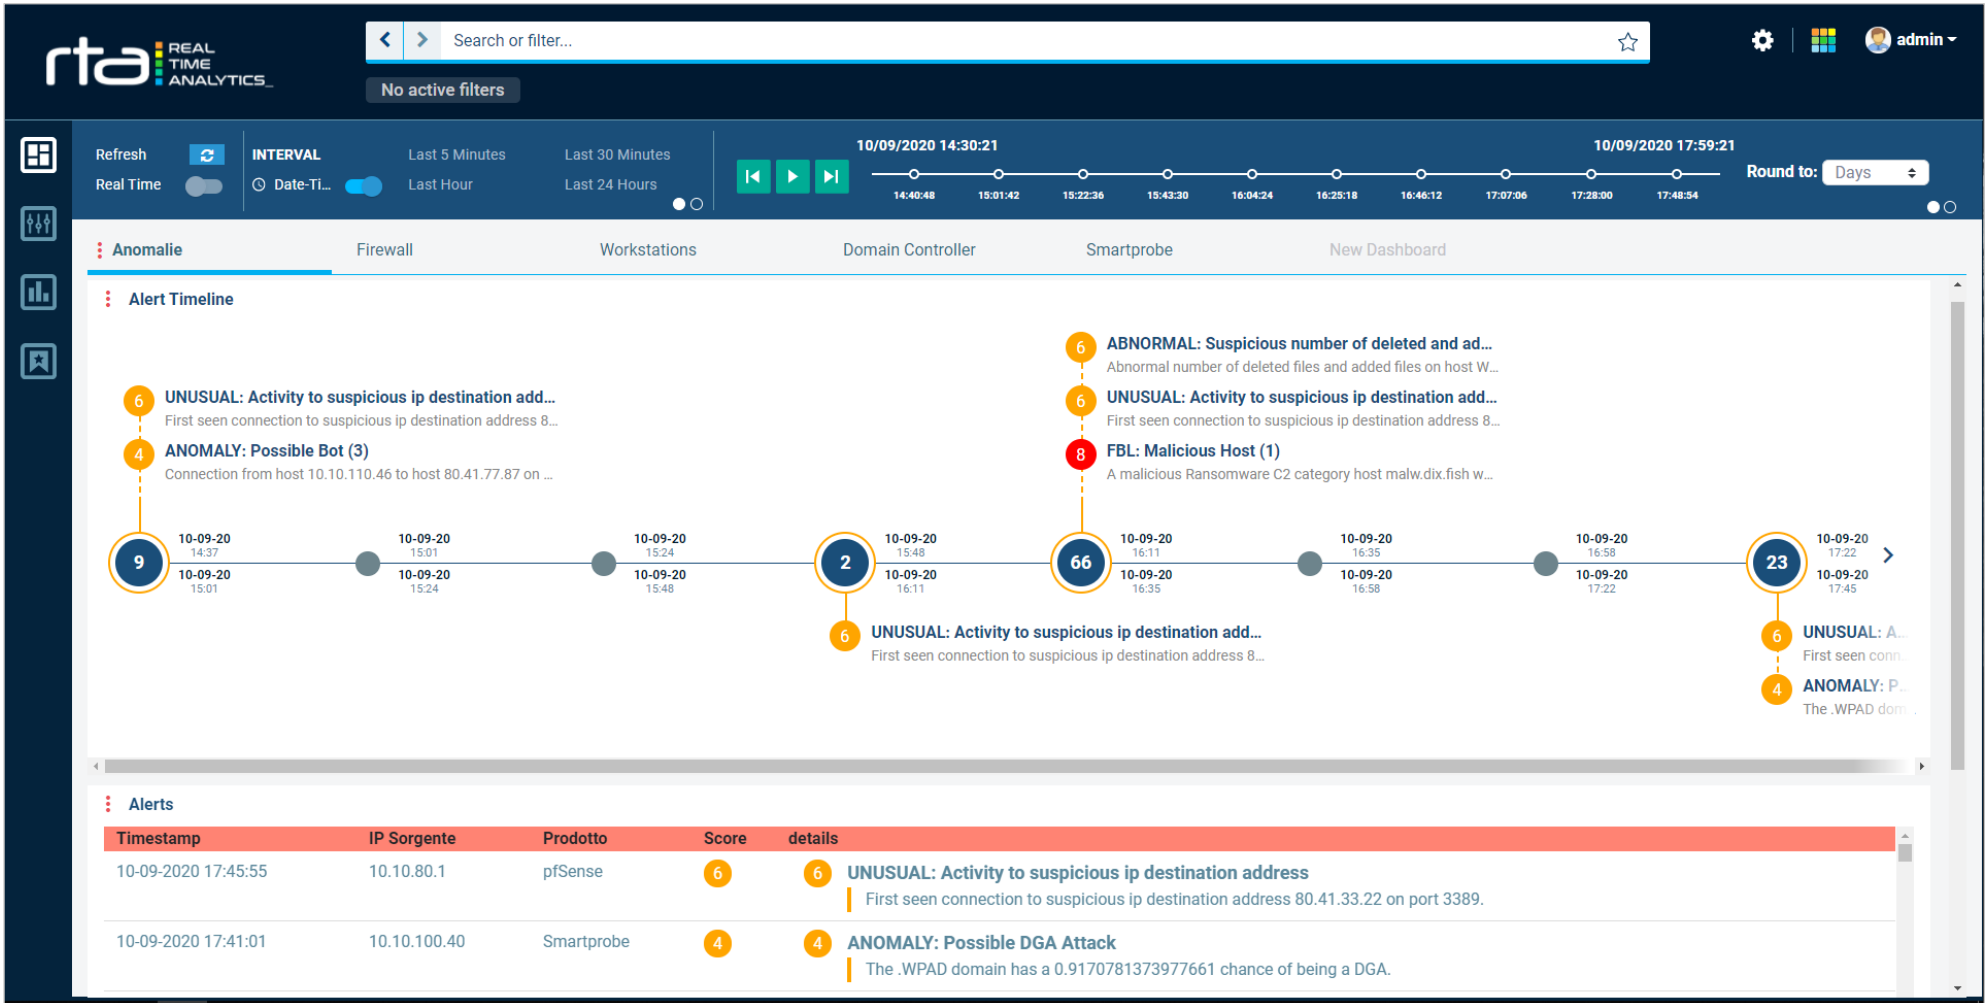 rta REAL TIME ANALYTICS_
Search or filter...
admin
No active filters
Refresh
Real Time
INTERVAL
Date-Ti...
Last 5 Minutes
Last 30 Minutes
Last Hour
Last 24 Hours
10/09/2020 14:30:21
10/09/2020 17:59:21
14:40:48 15:01:42 15:22:36 15:43:30 16:04:24 16:25:18 16:46:12 17:07:06 17:28:00 17:48:54
Round to: Days
Anomalie Firewall Workstations Domain Controller Smartprobe New Dashboard
Alert Timeline
6 UNUSUAL: Activity to suspicious ip destination add...
First seen connection to suspicious ip destination address 8...
4 ANOMALY: Possible Bot (3)
Connection from host 10.10.110.46 to host 80.41.77.87 on ...
6 ABNORMAL: Suspicious number of deleted and ad...
Abnormal number of deleted files and added files on host W...
6 UNUSUAL: Activity to suspicious ip destination add...
First seen connection to suspicious ip destination address 8...
8 FBL: Malicious Host (1)
A malicious Ransomware C2 category host malw.dix.fish w...
9
10-09-20
14:37
10-09-20
15:01
10-09-20
15:01
10-09-20
15:24
10-09-20
15:24
10-09-20
15:48
2
10-09-20
15:48
10-09-20
16:11
66
10-09-20
16:11
10-09-20
16:35
10-09-20
16:35
10-09-20
16:58
10-09-20
16:58
10-09-20
17:22
23
10-09-20
17:22
10-09-20
17:45
6 UNUSUAL: Activity to suspicious ip destination add...
First seen connection to suspicious ip destination address 8...
6 UNUSUAL: A...
First seen conn...
4 ANOMALY: P...
The .WPAD dom...
Alerts
Timestamp IP Sorgente Prodotto Score details
10-09-2020 17:45:55 10.10.80.1 pfSense 6 6 UNUSUAL: Activity to suspicious ip destination address
First seen connection to suspicious ip destination address 80.41.33.22 on port 3389.
10-09-2020 17:41:01 10.10.100.40 Smartprobe 4 4 ANOMALY: Possible DGA Attack
The .WPAD domain has a 0.9170781373977661 chance of being a DGA.